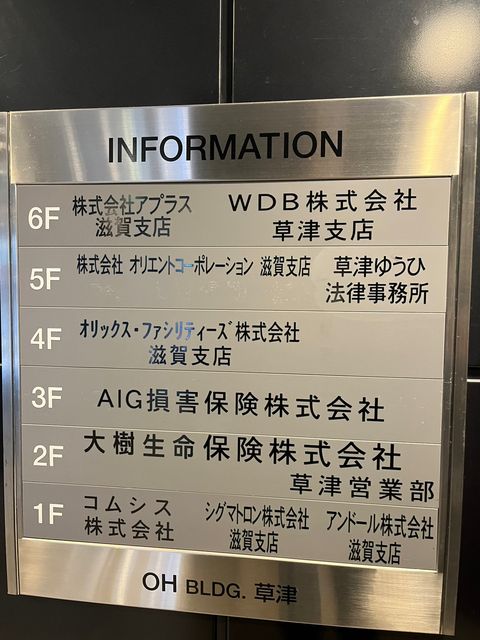 INFORMATION
6F 株式会社アプラス 滋賀支店 WDB株式会社 草津支店
5F 株式会社 オリエントコーポレーション 滋賀支店 草津ゆうひ 法律事務所
4F オリックス・ファシリティーズ株式会社 滋賀支店
3F AIG損害保険株式会社
2F 大樹生命保険株式会社
草津営業部
1F コムシス 株式会社 シグマトロン株式会社 滋賀支店 アンドール株式会社 滋賀支店
OH BLDG. 草津